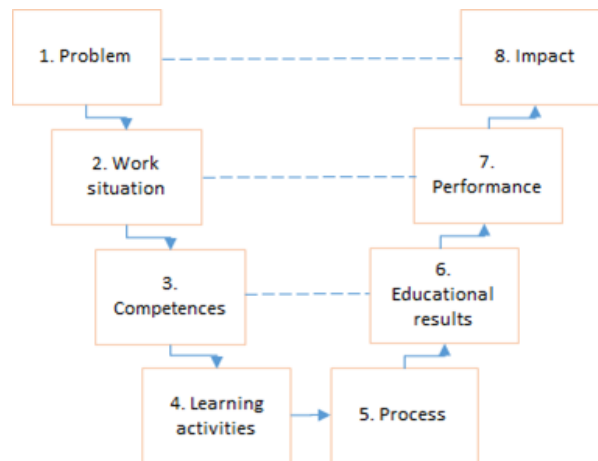 1. Problem
8. Impact
2. Work
situation
7.
Performance
3.
Competences
6.
Educational
results
4. Learning
activities
5. Process